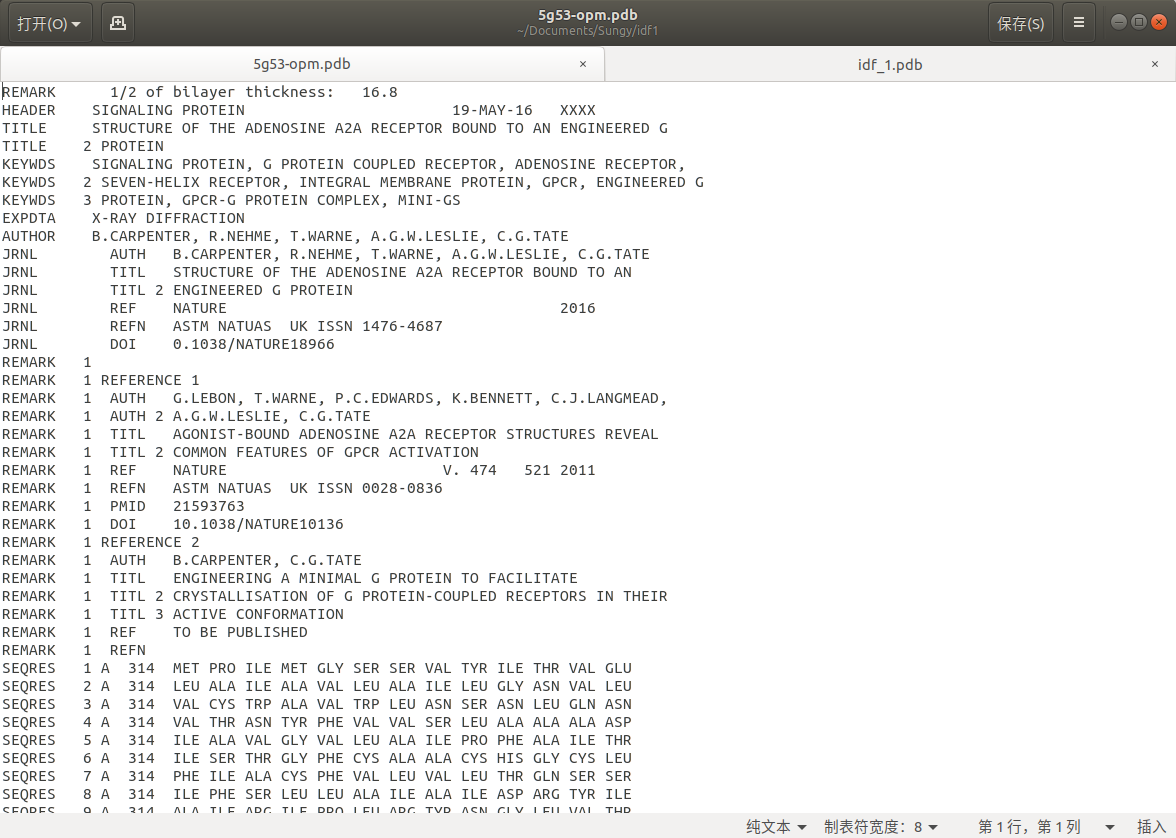 打开(O)
5g53-opm.pdb
~/Documents/Sungy/idf1
保存(S)
5g53-opm.pdb ×
idf_1.pdb ×
REMARK      1/2 of bilayer thickness:   16.8
HEADER    SIGNALING PROTEIN                       19-MAY-16   XXXX
TITLE     STRUCTURE OF THE ADENOSINE A2A RECEPTOR BOUND TO AN ENGINEERED G
TITLE    2 PROTEIN
KEYWDS    SIGNALING PROTEIN, G PROTEIN COUPLED RECEPTOR, ADENOSINE RECEPTOR,
KEYWDS   2 SEVEN-HELIX RECEPTOR, INTEGRAL MEMBRANE PROTEIN, GPCR, ENGINEERED G
KEYWDS   3 PROTEIN, GPCR-G PROTEIN COMPLEX, MINI-GS
EXPDTA    X-RAY DIFFRACTION
AUTHOR    B.CARPENTER, R.NEHME, T.WARNE, A.G.W.LESLIE, C.G.TATE
JRNL        AUTH   B.CARPENTER, R.NEHME, T.WARNE, A.G.W.LESLIE, C.G.TATE
JRNL        TITL   STRUCTURE OF THE ADENOSINE A2A RECEPTOR BOUND TO AN
JRNL        TITL 2 ENGINEERED G PROTEIN
JRNL        REF    NATURE                                     2016
JRNL        REFN   ASTM NATUAS  UK ISSN 1476-4687
JRNL        DOI    0.1038/NATURE18966
REMARK   1
REMARK   1 REFERENCE 1
REMARK   1  AUTH   G.LEBON, T.WARNE, P.C.EDWARDS, K.BENNETT, C.J.LANGMEAD,
REMARK   1  AUTH 2 A.G.W.LESLIE, C.G.TATE
REMARK   1  TITL   AGONIST-BOUND ADENOSINE A2A RECEPTOR STRUCTURES REVEAL
REMARK   1  TITL 2 COMMON FEATURES OF GPCR ACTIVATION
REMARK   1  REF    NATURE                        V. 474   521 2011
REMARK   1  REFN   ASTM NATUAS  UK ISSN 0028-0836
REMARK   1  PMID   21593763
REMARK   1  DOI    10.1038/NATURE10136
REMARK   1 REFERENCE 2
REMARK   1  AUTH   B.CARPENTER, C.G.TATE
REMARK   1  TITL   ENGINEERING A MINIMAL G PROTEIN TO FACILITATE
REMARK   1  TITL 2 CRYSTALLISATION OF G PROTEIN-COUPLED RECEPTORS IN THEIR
REMARK   1  TITL 3 ACTIVE CONFORMATION
REMARK   1  REF    TO BE PUBLISHED
REMARK   1  REFN
SEQRES   1 A  314  MET PRO ILE MET GLY SER SER VAL TYR ILE THR VAL GLU
SEQRES   2 A  314  LEU ALA ILE ALA VAL LEU ALA ILE LEU GLY ASN VAL LEU
SEQRES   3 A  314  VAL CYS TRP ALA VAL TRP LEU ASN SER ASN LEU GLN ASN
SEQRES   4 A  314  VAL THR ASN TYR PHE VAL VAL SER LEU ALA ALA ALA ASP
SEQRES   5 A  314  ILE ALA VAL GLY VAL LEU ALA ILE PRO PHE ALA ILE THR
SEQRES   6 A  314  ILE SER THR GLY PHE CYS ALA ALA CYS HIS GLY CYS LEU
SEQRES   7 A  314  PHE ILE ALA CYS PHE VAL LEU VAL LEU THR GLN SER SER
SEQRES   8 A  314  ILE PHE SER LEU LEU ALA ILE ALA ILE ASP ARG TYR ILE
SEQRES   9 A  314  ALA ILE ARG ILE PRO LEU ARG TYR ASN GLY LEU VAL THR
纯文本 制表符宽度：8 第 1 行，第 1 列 插入